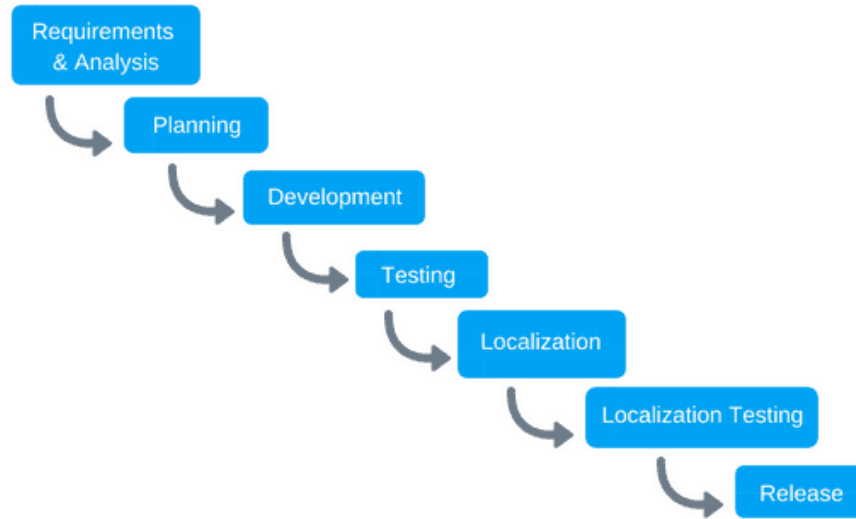 Requirements
& Analysis
Planning
Development
Testing
Localization
Localization Testing
Release